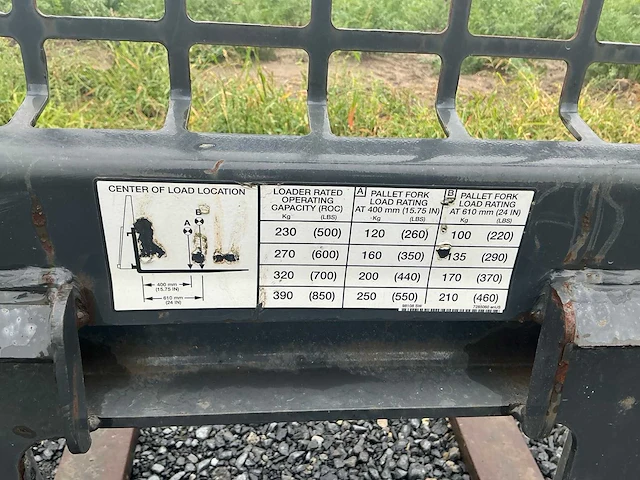 CENTER OF LOAD LOCATION
B
A
400 mm
(15.75 IN)
610 mm
(24 IN)
LOADER RATED
OPERATING
CAPACITY (ROC)
Kg (LBS)
A PALLET FORK
LOAD RATING
AT 400 mm (15.75 IN)
Kg (LBS)
B PALLET FORK
LOAD RATING
AT 610 mm (24 IN)
Kg (LBS)
230 (500) 120 (260) 100 (220)
270 (600) 160 (350) 135 (290)
320 (700) 200 (440) 170 (370)
390 (850) 250 (550) 210 (460)